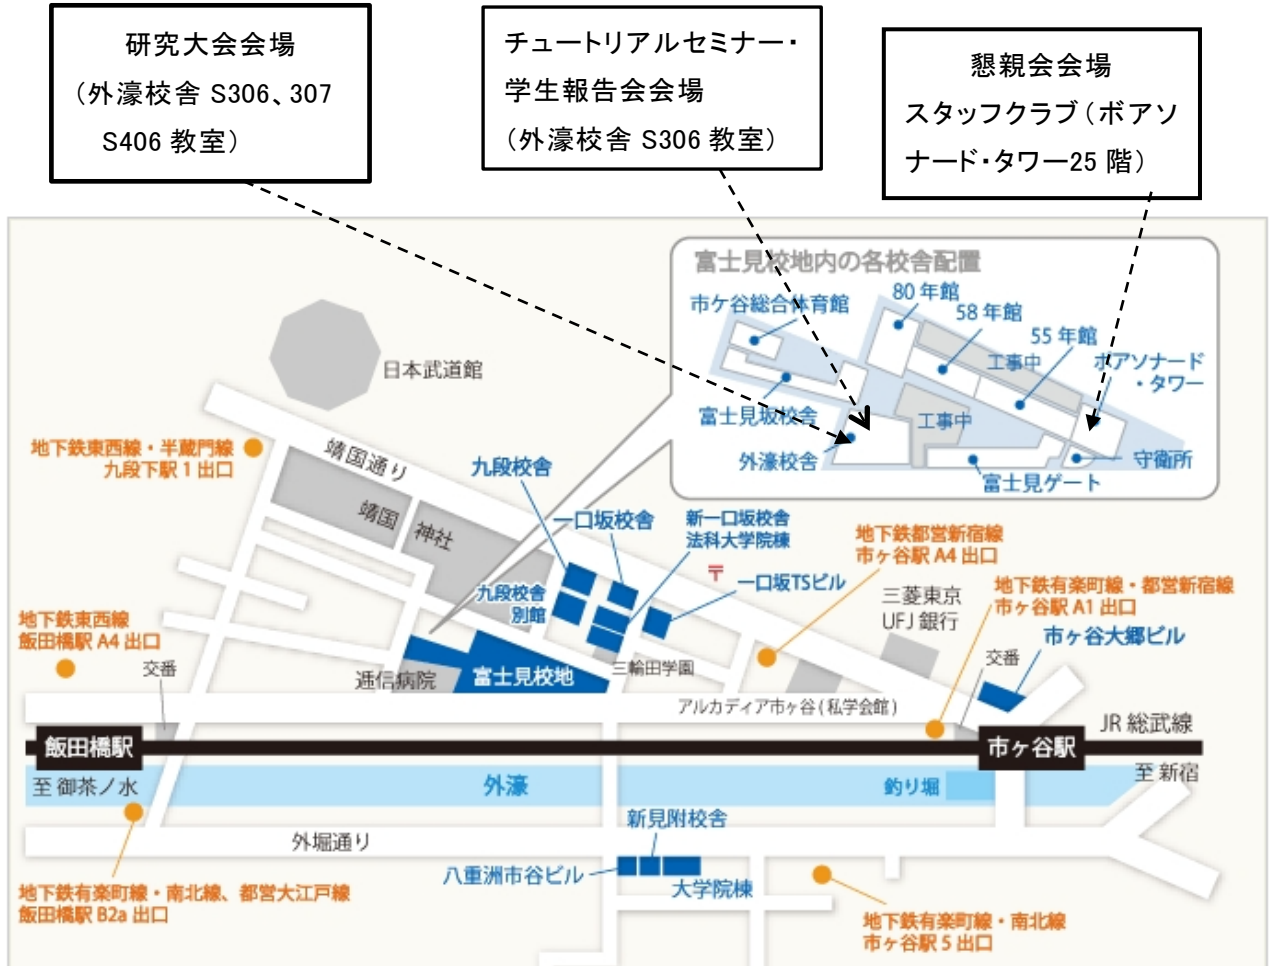 研究大会会場
（外濠校舎 S306、307
S406 教室）
チュートリアルセミナー・
学生報告会会場
（外濠校舎 S306 教室）
懇親会会場
スタッフクラブ（ボアソ
ナード・タワー25 階）
富士見校地内の各校舎配置
市ケ谷総合体育館
80 年館
58 年館
55 年館
工事中
ボアソナード
・タワー
富士見坂校舎
工事中
外濠校舎
守衛所
富士見ゲート
日本武道館
地下鉄東西線・半蔵門線
九段下駅 1 出口
靖国通り
九段校舎
靖国
神社
一口坂校舎
新一口坂校舎
法科大学院棟
地下鉄都営新宿線
市ヶ谷駅 A4 出口
〒
一口坂TSビル
九段校舎
別館
三菱東京
UFJ 銀行
地下鉄有楽町線・都営新宿線
市ヶ谷駅 A1 出口
市ヶ谷大郷ビル
地下鉄東西線
飯田橋駅 A4 出口
交番
逓信病院
富士見校地
三輪田学園
交番
アルカディア市ヶ谷 ( 私学会館 )
飯田橋駅
市ヶ谷駅
JR 総武線
至 御茶ノ水
外濠
釣り堀
至 新宿
外堀通り
新見附校舎
八重洲市谷ビル
大学院棟
地下鉄有楽町線・南北線、都営大江戸線
飯田橋駅 B2a 出口
地下鉄有楽町線・南北線
市ヶ谷駅 5 出口